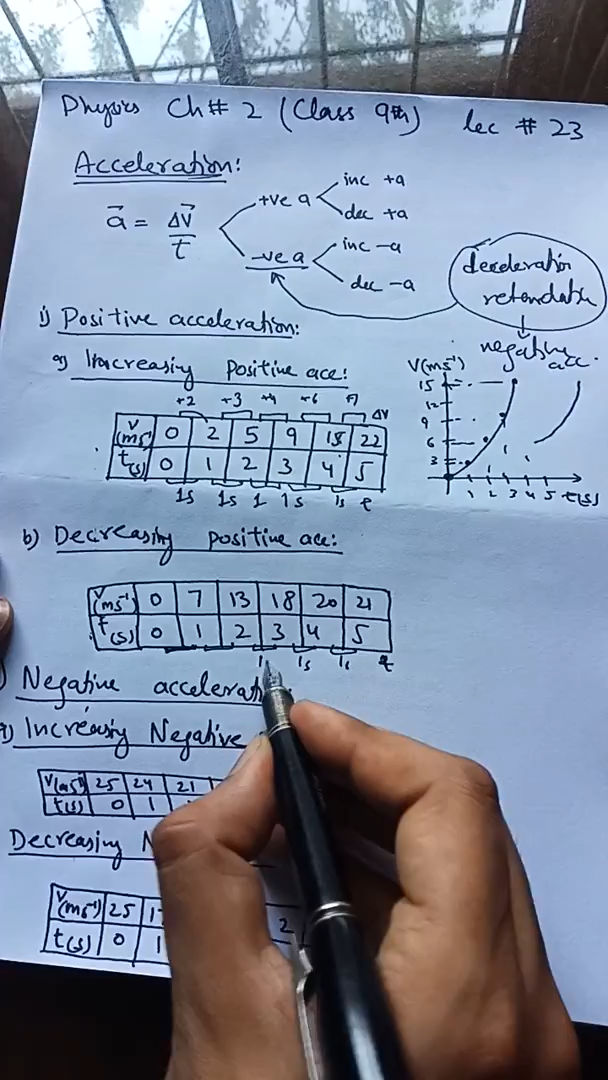 Physics Ch# 2 (Class 9th) lec # 23
Acceleration:
a = Δv / t
+ve a
inc +a
dec +a
-ve a
inc -a
dec -a
negative acc.
i) Positive acceleration:
a) Increasing positive acc:
+2 +3 +4 +6 +7 ΔV
V (ms⁻¹) 0 2 5 9 15 22
t(s) 0 1 2 3 4 5
1s 1s 1 1s 1s t
V(ms⁻¹)
15
12
9
6
3
1 2 3 4 5 t(s)
b) Decreasing positive acc:
V(ms⁻¹) 0 7 13 18 20 21
t(s) 0 1 2 3 4 5
1s 1s t
Negative
Increasing Negative
V(ms⁻¹) 25 24 21
t(s) 0 1
Decreasing
V(ms⁻¹) 25
t(s) 0 1
2